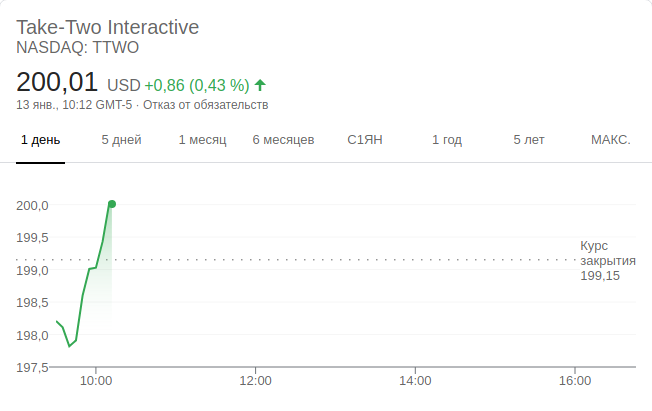 Take-Two Interactive
NASDAQ: TTWO
200,01 USD +0,86 (0,43 %)
13 янв., 10:12 GMT-5 · Отказ от обязательств
1 день 5 дней 1 месяц 6 месяцев С1ЯН 1 год 5 лет МАКС.
200,0
199,5
Курс
закрытия
199,15
199,0
198,5
198,0
197,5
10:00 12:00 14:00 16:00